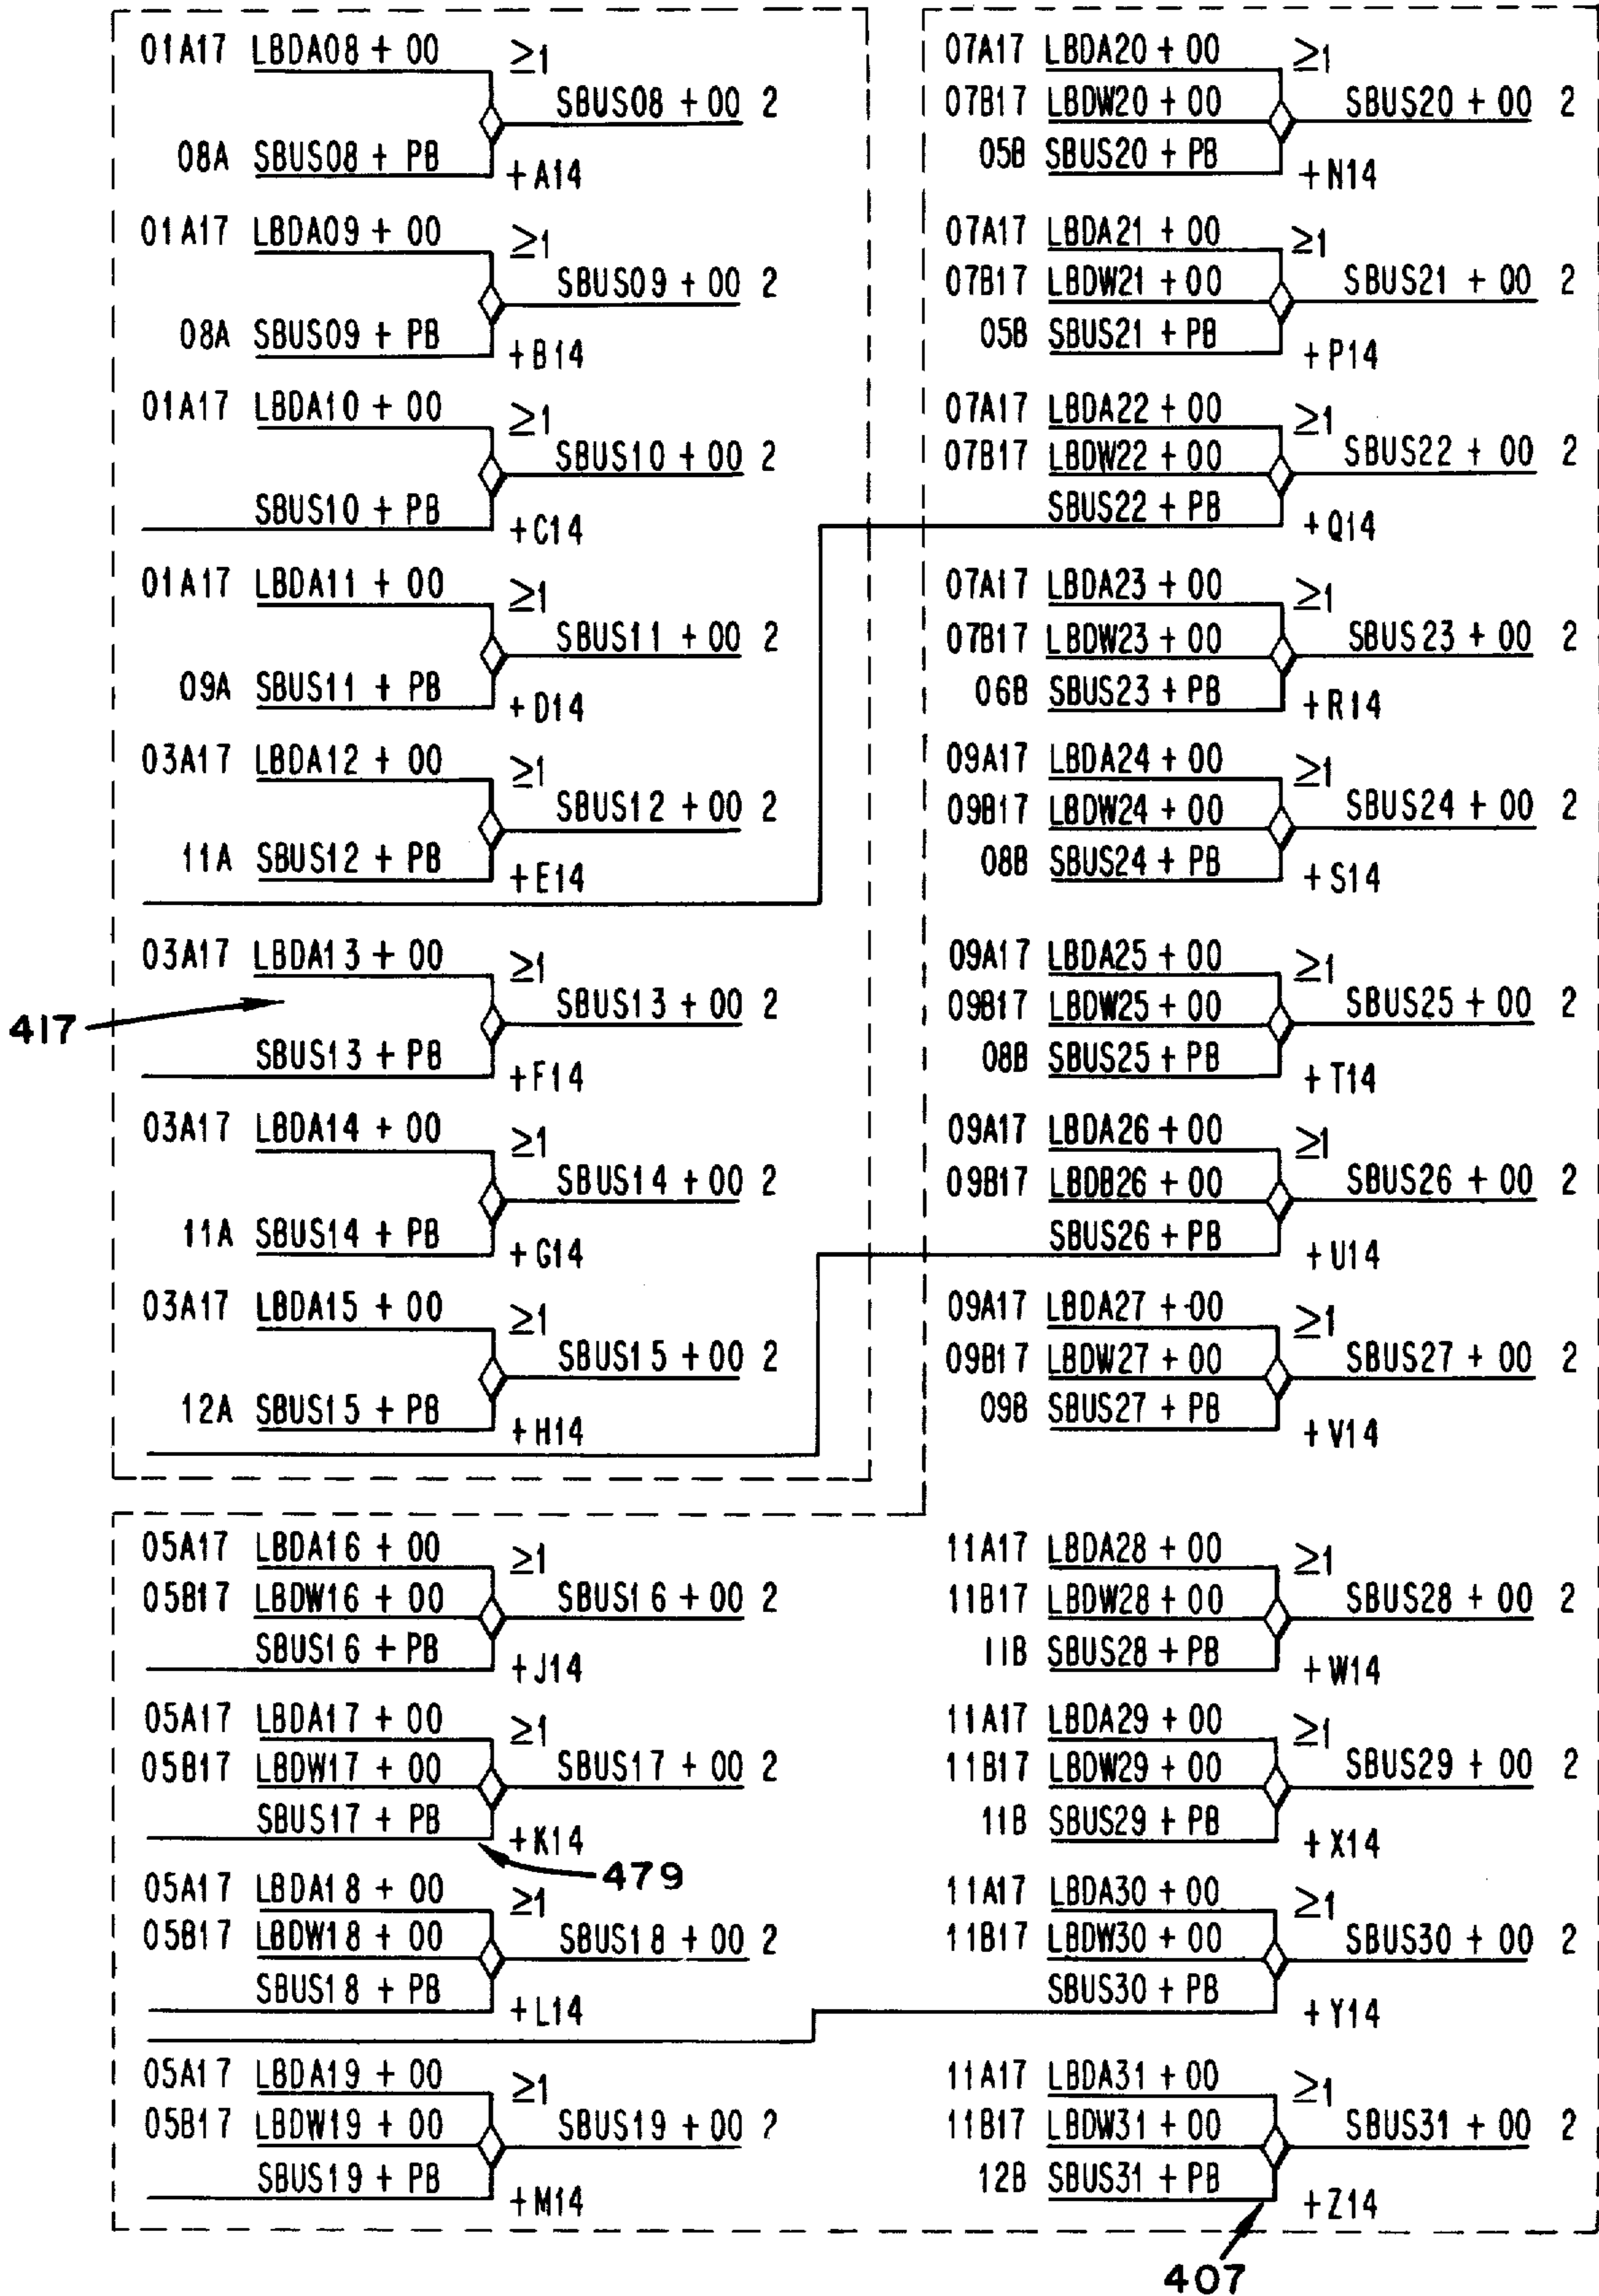 01A17 LBDA08 + 00 ≥1
SBUS08 + 00 2
08A SBUS08 + PB +A14
01A17 LBDA09 + 00 ≥1
SBUS09 + 00 2
08A SBUS09 + PB +B14
01A17 LBDA10 + 00 ≥1
SBUS10 + 00 2
SBUS10 + PB +C14
01A17 LBDA11 + 00 ≥1
SBUS11 + 00 2
09A SBUS11 + PB +D14
03A17 LBDA12 + 00 ≥1
SBUS12 + 00 2
11A SBUS12 + PB +E14
03A17 LBDA13 + 00 ≥1
417 SBUS13 + 00 2
SBUS13 + PB +F14
03A17 LBDA14 + 00 ≥1
SBUS14 + 00 2
11A SBUS14 + PB +G14
03A17 LBDA15 + 00 ≥1
SBUS15 + 00 2
12A SBUS15 + PB +H14
05A17 LBDA16 + 00 ≥1
05B17 LBDW16 + 00 SBUS16 + 00 2
SBUS16 + PB +J14
05A17 LBDA17 + 00 ≥1
05B17 LBDW17 + 00 SBUS17 + 00 2
SBUS17 + PB +K14
479
05A17 LBDA18 + 00 ≥1
05B17 LBDW18 + 00 SBUS18 + 00 2
SBUS18 + PB +L14
05A17 LBDA19 + 00 ≥1
05B17 LBDW19 + 00 SBUS19 + 00 2
SBUS19 + PB +M14
07A17 LBDA20 + 00 ≥1
07B17 LBDW20 + 00 SBUS20 + 00 2
05B SBUS20 + PB +N14
07A17 LBDA21 + 00 ≥1
07B17 LBDW21 + 00 SBUS21 + 00 2
05B SBUS21 + PB +P14
07A17 LBDA22 + 00 ≥1
07B17 LBDW22 + 00 SBUS22 + 00 2
SBUS22 + PB +Q14
07A17 LBDA23 + 00 ≥1
07B17 LBDW23 + 00 SBUS23 + 00 2
06B SBUS23 + PB +R14
09A17 LBDA24 + 00 ≥1
09B17 LBDW24 + 00 SBUS24 + 00 2
08B SBUS24 + PB +S14
09A17 LBDA25 + 00 ≥1
09B17 LBDW25 + 00 SBUS25 + 00 2
08B SBUS25 + PB +T14
09A17 LBDA26 + 00 ≥1
09B17 LBDB26 + 00 SBUS26 + 00 2
SBUS26 + PB +U14
09A17 LBDA27 + 00 ≥1
09B17 LBDW27 + 00 SBUS27 + 00 2
09B SBUS27 + PB +V14
11A17 LBDA28 + 00 ≥1
11B17 LBDW28 + 00 SBUS28 + 00 2
11B SBUS28 + PB +W14
11A17 LBDA29 + 00 ≥1
11B17 LBDW29 + 00 SBUS29 + 00 2
11B SBUS29 + PB +X14
11A17 LBDA30 + 00 ≥1
11B17 LBDW30 + 00 SBUS30 + 00 2
SBUS30 + PB +Y14
11A17 LBDA31 + 00 ≥1
11B17 LBDW31 + 00 SBUS31 + 00 2
12B SBUS31 + PB +Z14
407